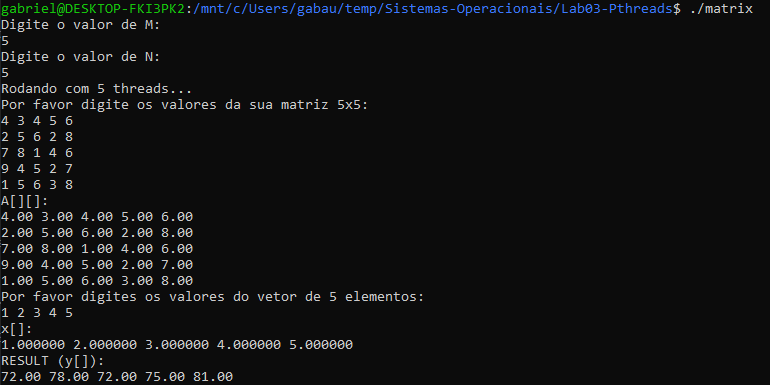 gabriel@DESKTOP-FKI3PK2:/mnt/c/Users/gabau/temp/Sistemas-Operacionais/Lab03-Pthreads$ ./matrix
Digite o valor de M:
5
Digite o valor de N:
5
Rodando com 5 threads...
Por favor digite os valores da sua matriz 5x5:
4 3 4 5 6
2 5 6 2 8
7 8 1 4 6
9 4 5 2 7
1 5 6 3 8
A[][]:
4.00 3.00 4.00 5.00 6.00
2.00 5.00 6.00 2.00 8.00
7.00 8.00 1.00 4.00 6.00
9.00 4.00 5.00 2.00 7.00
1.00 5.00 6.00 3.00 8.00
Por favor digites os valores do vetor de 5 elementos:
1 2 3 4 5
x[]:
1.000000 2.000000 3.000000 4.000000 5.000000
RESULT (y[]):
72.00 78.00 72.00 75.00 81.00